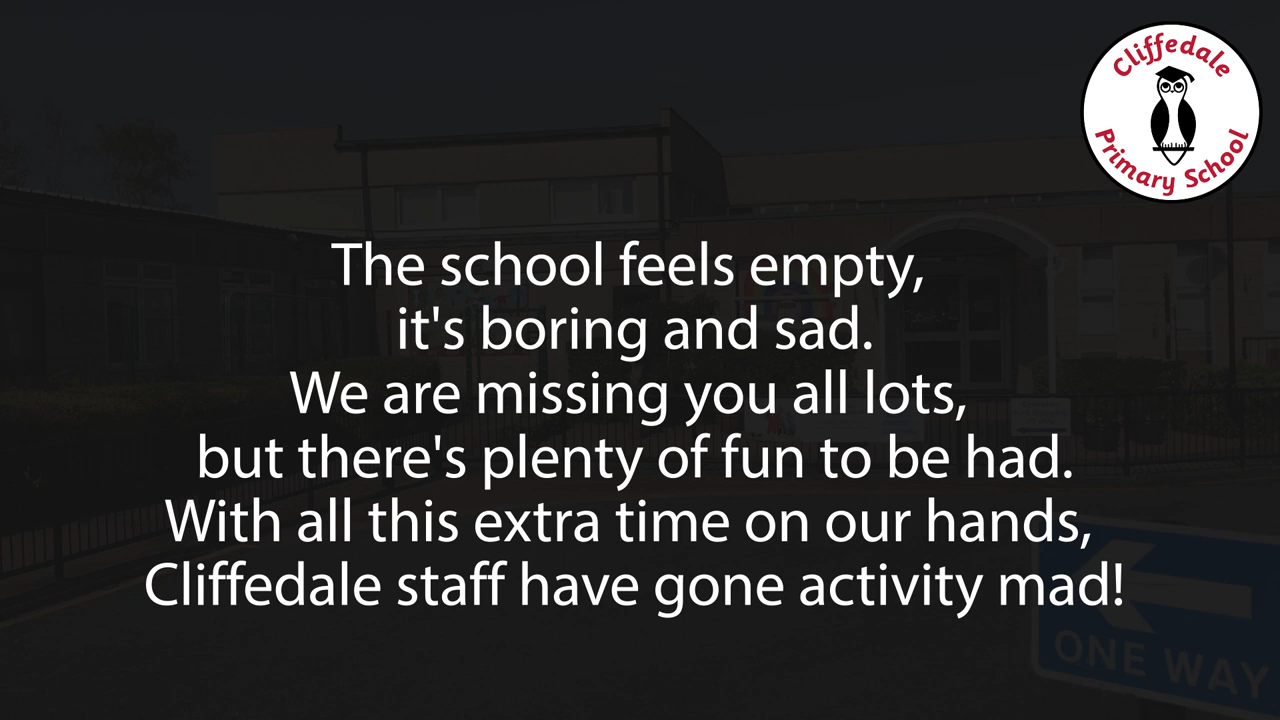 Cliffedale
Primary School
The school feels empty,
it's boring and sad.
We are missing you all lots,
but there's plenty of fun to be had.
With all this extra time on our hands,
Cliffedale staff have gone activity mad!
ONE WAY